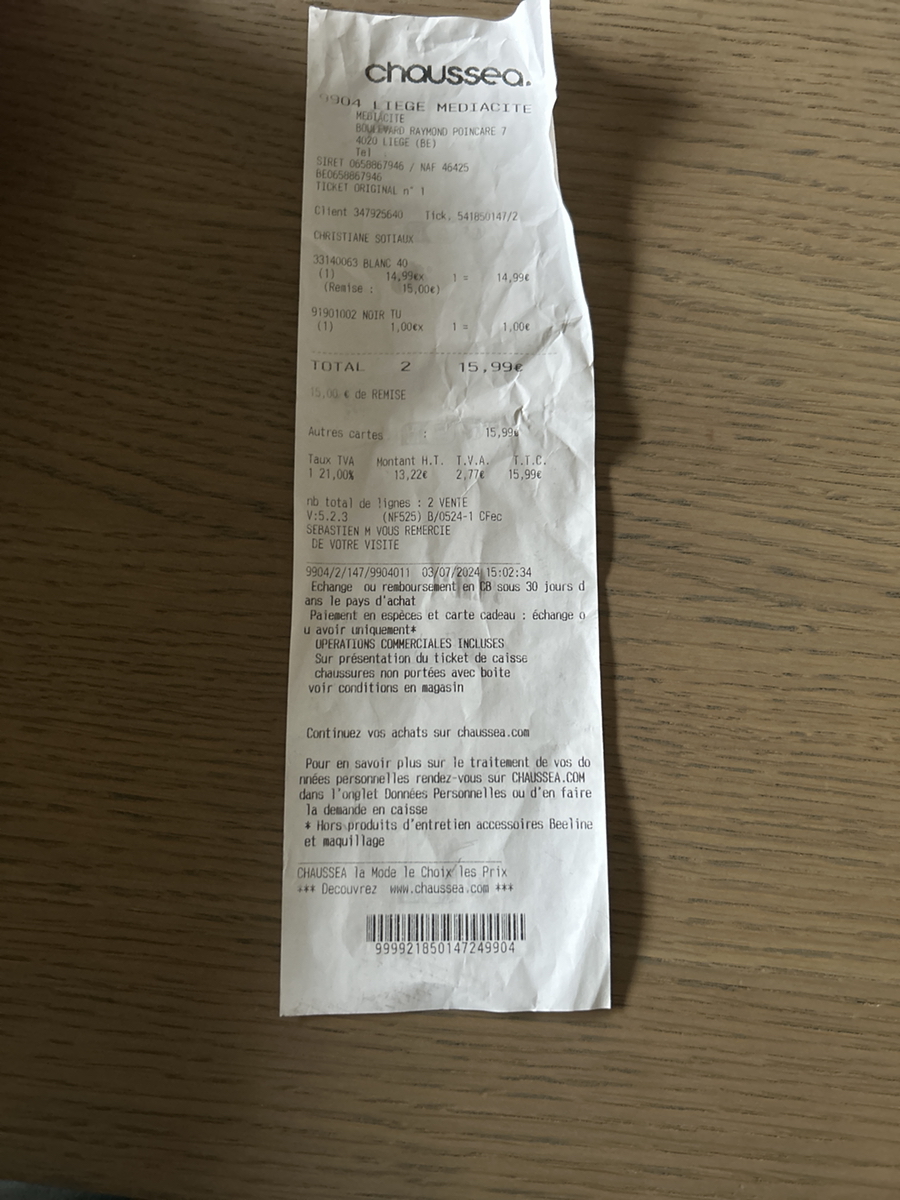 chaussea.
9904 LIEGE MEDIACITE
MEDIACITE
BOULEVARD RAYMOND POINCARE 7
4020 LIEGE (BE)
Tel
SIRET 0658867946 / NAF 46425
BE0658867946
TICKET ORIGINAL n° 1
Client 347925640 Tick. 541850147/2
CHRISTIANE SOTIAUX
33140063 BLANC 40
(1) 14,99€x 1 = 14,99€
(Remise : 15,00€)
91901002 NOIR TU
(1) 1,00€x 1 = 1,00€
TOTAL 2 15,99€
15,00 € de REMISE
Autres cartes : 15,99€
Taux TVA Montant H.T. T.V.A. T.T.C.
1 21,00% 13,22€ 2,77€ 15,99€
nb total de lignes : 2 VENTE
V:5.2.3 (NF525) B/0524-1 CFec
SEBASTIEN M VOUS REMERCIE
DE VOTRE VISITE
9904/2/147/9904011 03/07/2024 15:02:34
Echange ou remboursement en CB sous 30 jours d
ans le pays d'achat
Paiement en espèces et carte cadeau : échange o
u avoir uniquement*
OPERATIONS COMMERCIALES INCLUSES
Sur présentation du ticket de caisse
chaussures non portées avec boite
voir conditions en magasin
Continuez vos achats sur chaussea.com
Pour en savoir plus sur le traitement de vos do
nnées personnelles rendez-vous sur CHAUSSEA.COM
dans l'onglet Données Personnelles ou d'en faire
la demande en caisse
* Hors produits d'entretien accessoires Beeline
et maquillage
CHAUSSEA la Mode le Choix les Prix
*** Decouvrez www.chaussea.com ***
999921850147249904